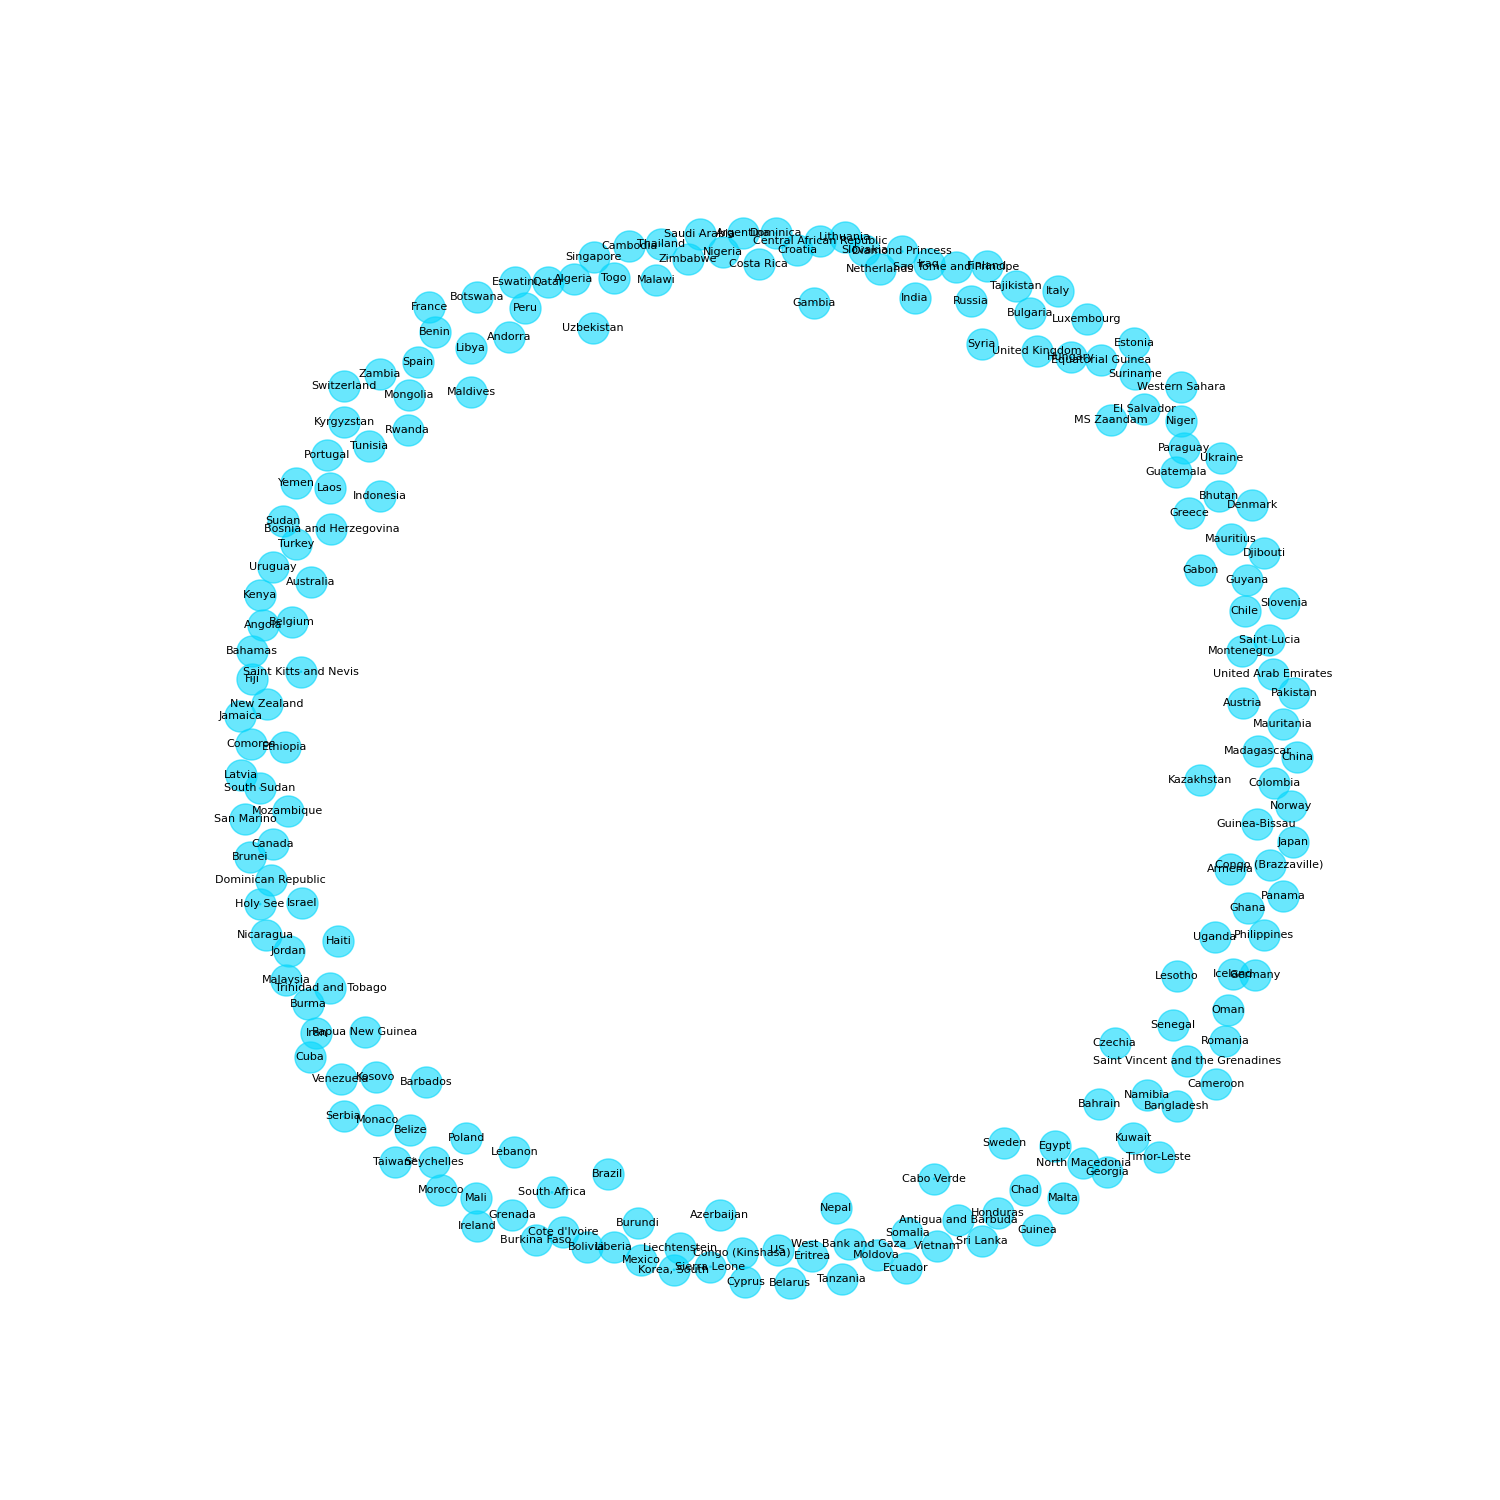 Saudi Arabia
Argentina
Dominica
Lithuania
Central African Republic
Cambodia
Thailand
Nigeria
Croatia
Slovakia
Diamond Princess
Singapore
Zimbabwe
Costa Rica
Netherlands
Iraq
Sao Tome and Principe
Finland
Eswatini
Qatar
Algeria
Togo
Malawi
Tajikistan
Italy
Botswana
India
Russia
France
Peru
Gambia
Bulgaria
Luxembourg
Benin
Uzbekistan
Andorra
Libya
Syria
United Kingdom
Hungary
Equatorial Guinea
Estonia
Spain
Zambia
Suriname
Switzerland
Mongolia
Maldives
Western Sahara
El Salvador
Kyrgyzstan
Rwanda
MS Zaandam
Niger
Tunisia
Paraguay
Portugal
Ukraine
Guatemala
Yemen
Laos
Indonesia
Bhutan
Denmark
Greece
Sudan
Bosnia and Herzegovina
Turkey
Mauritius
Djibouti
Uruguay
Gabon
Australia
Guyana
Kenya
Slovenia
Chile
Angola
Belgium
Saint Lucia
Bahamas
Montenegro
Saint Kitts and Nevis
Fiji
United Arab Emirates
Pakistan
New Zealand
Austria
Jamaica
Mauritania
Comoros
Ethiopia
Madagascar
China
Latvia
South Sudan
Kazakhstan
Colombia
Mozambique
Norway
San Marino
Guinea-Bissau
Canada
Japan
Brunei
Congo (Brazzaville)
Armenia
Dominican Republic
Panama
Holy See
Israel
Ghana
Nicaragua
Haiti
Uganda
Philippines
Jordan
Malaysia
Trinidad and Tobago
Lesotho
Iceland
Germany
Burma
Oman
Iran
Papua New Guinea
Senegal
Czechia
Romania
Cuba
Saint Vincent and the Grenadines
Venezuela
Kosovo
Barbados
Cameroon
Namibia
Bahrain
Bangladesh
Serbia
Monaco
Belize
Poland
Kuwait
Sweden
Egypt
Lebanon
Timor-Leste
Taiwan*
Seychelles
North Macedonia
Georgia
Brazil
Cabo Verde
Morocco
South Africa
Chad
Mali
Malta
Nepal
Grenada
Azerbaijan
Honduras
Antigua and Barbuda
Ireland
Burundi
Guinea
Cote d'Ivoire
Somalia
Burkina Faso
Sri Lanka
Bolivia
Liberia
Liechtenstein
Congo (Kinshasa)
US
West Bank and Gaza
Vietnam
Eritrea
Moldova
Mexico
Korea, South
Sierra Leone
Ecuador
Cyprus
Belarus
Tanzania